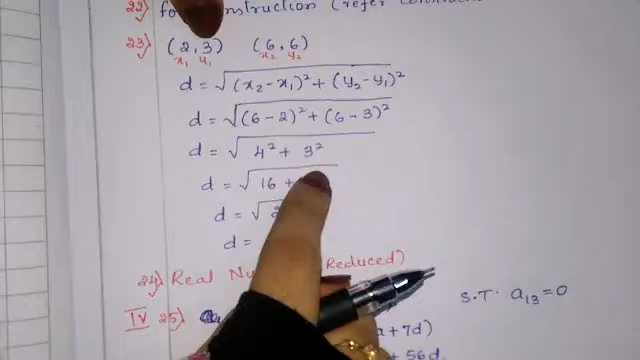 22) for construction (refer
23) (2, 3) (6, 6)
x₁ y₁ x₂ y₂
d = √(x₂ - x₁)² + (y₂ - y₁)²
d = √(6 - 2)² + (6 - 3)²
d = √4² + 3²
d = √16 +
d = √2
d =
24) Real Reduced)
S.T. a₁₃ = 0
IV 25)
+ 7d)
+ 56d